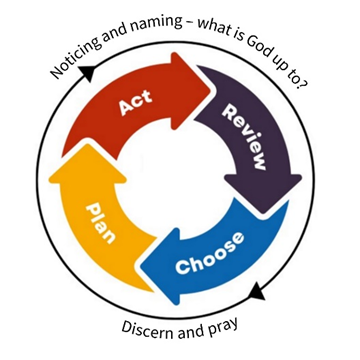 Noticing and naming – what is God up to?
Act
Review
Choose
Plan
Discern and pray